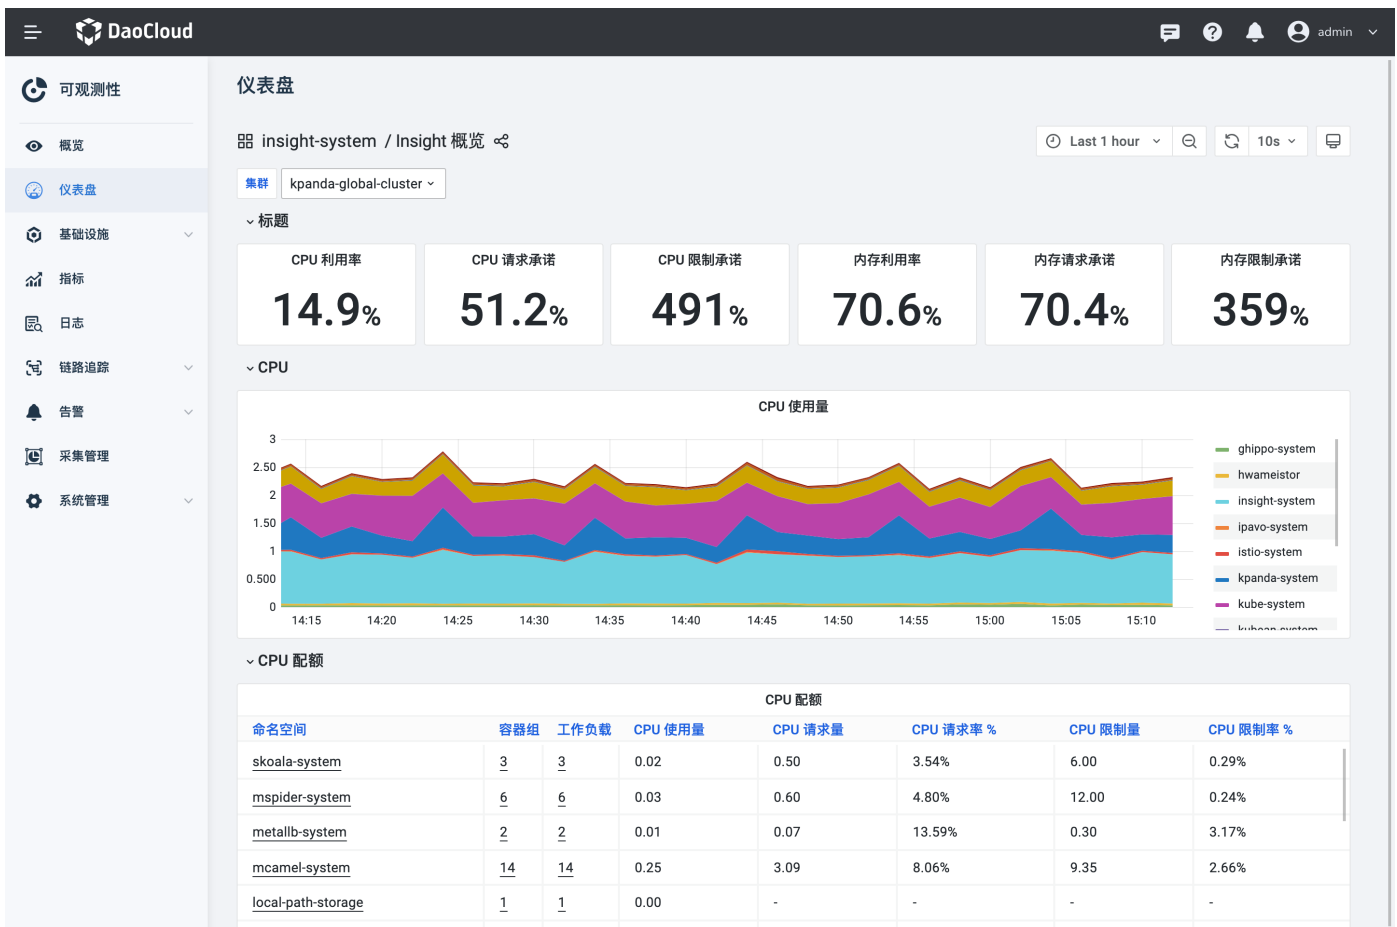 DaoCloud
admin
可观测性
概览
仪表盘
基础设施
指标
日志
链路追踪
告警
采集管理
系统管理
仪表盘
insight-system / Insight 概览
Last 1 hour
10s
集群
kpanda-global-cluster
标题
CPU 利用率
14.9%
CPU 请求承诺
51.2%
CPU 限制承诺
491%
内存利用率
70.6%
内存请求承诺
70.4%
内存限制承诺
359%
CPU
CPU 使用量
3
2.50
2
1.50
1
0.500
0
14:15 14:20 14:25 14:30 14:35 14:40 14:45 14:50 14:55 15:00 15:05 15:10
ghippo-system
hwameistor
insight-system
ipavo-system
istio-system
kpanda-system
kube-system
kubean-system
CPU 配额
CPU 配额
命名空间 容器组 工作负载 CPU 使用量 CPU 请求量 CPU 请求率 % CPU 限制量 CPU 限制率 %
skoala-system 3 3 0.02 0.50 3.54% 6.00 0.29%
mspider-system 6 6 0.03 0.60 4.80% 12.00 0.24%
metallb-system 2 2 0.01 0.07 13.59% 0.30 3.17%
mcamel-system 14 14 0.25 3.09 8.06% 9.35 2.66%
local-path-storage 1 1 0.00 - - - -